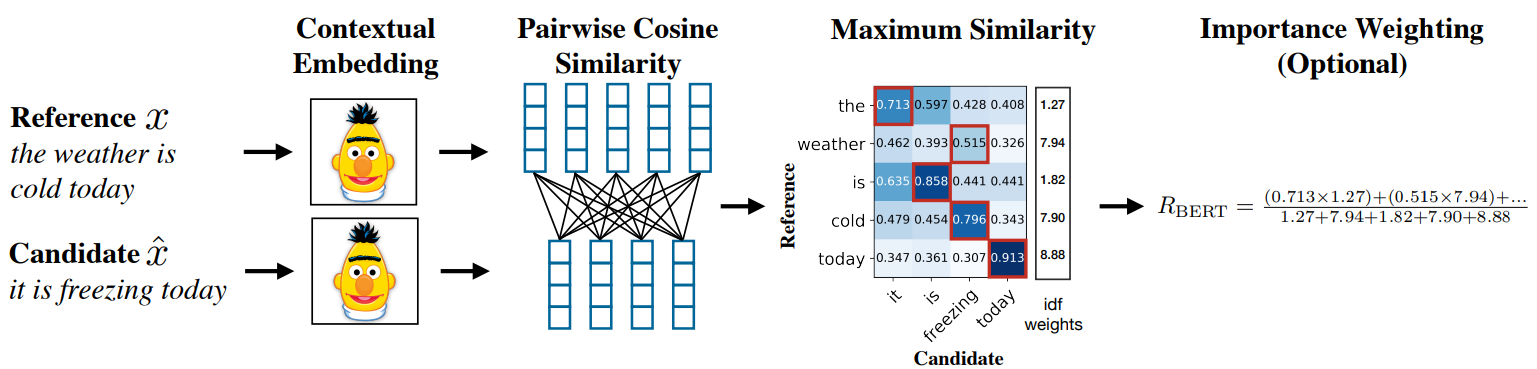 Contextual
Embedding
Pairwise Cosine
Similarity
Maximum Similarity
Importance Weighting
(Optional)
Reference x
the weather is
cold today
Candidate x̂
it is freezing today
Reference
the 0.713 0.597 0.428 0.408 1.27
weather 0.462 0.393 0.515 0.326 7.94
is 0.635 0.858 0.441 0.441 1.82
cold 0.479 0.454 0.796 0.343 7.90
today 0.347 0.361 0.307 0.913 8.88
it is freezing today
idf
weights
Candidate
R_BERT = (0.713×1.27)+(0.515×7.94)+... / 1.27+7.94+1.82+7.90+8.88